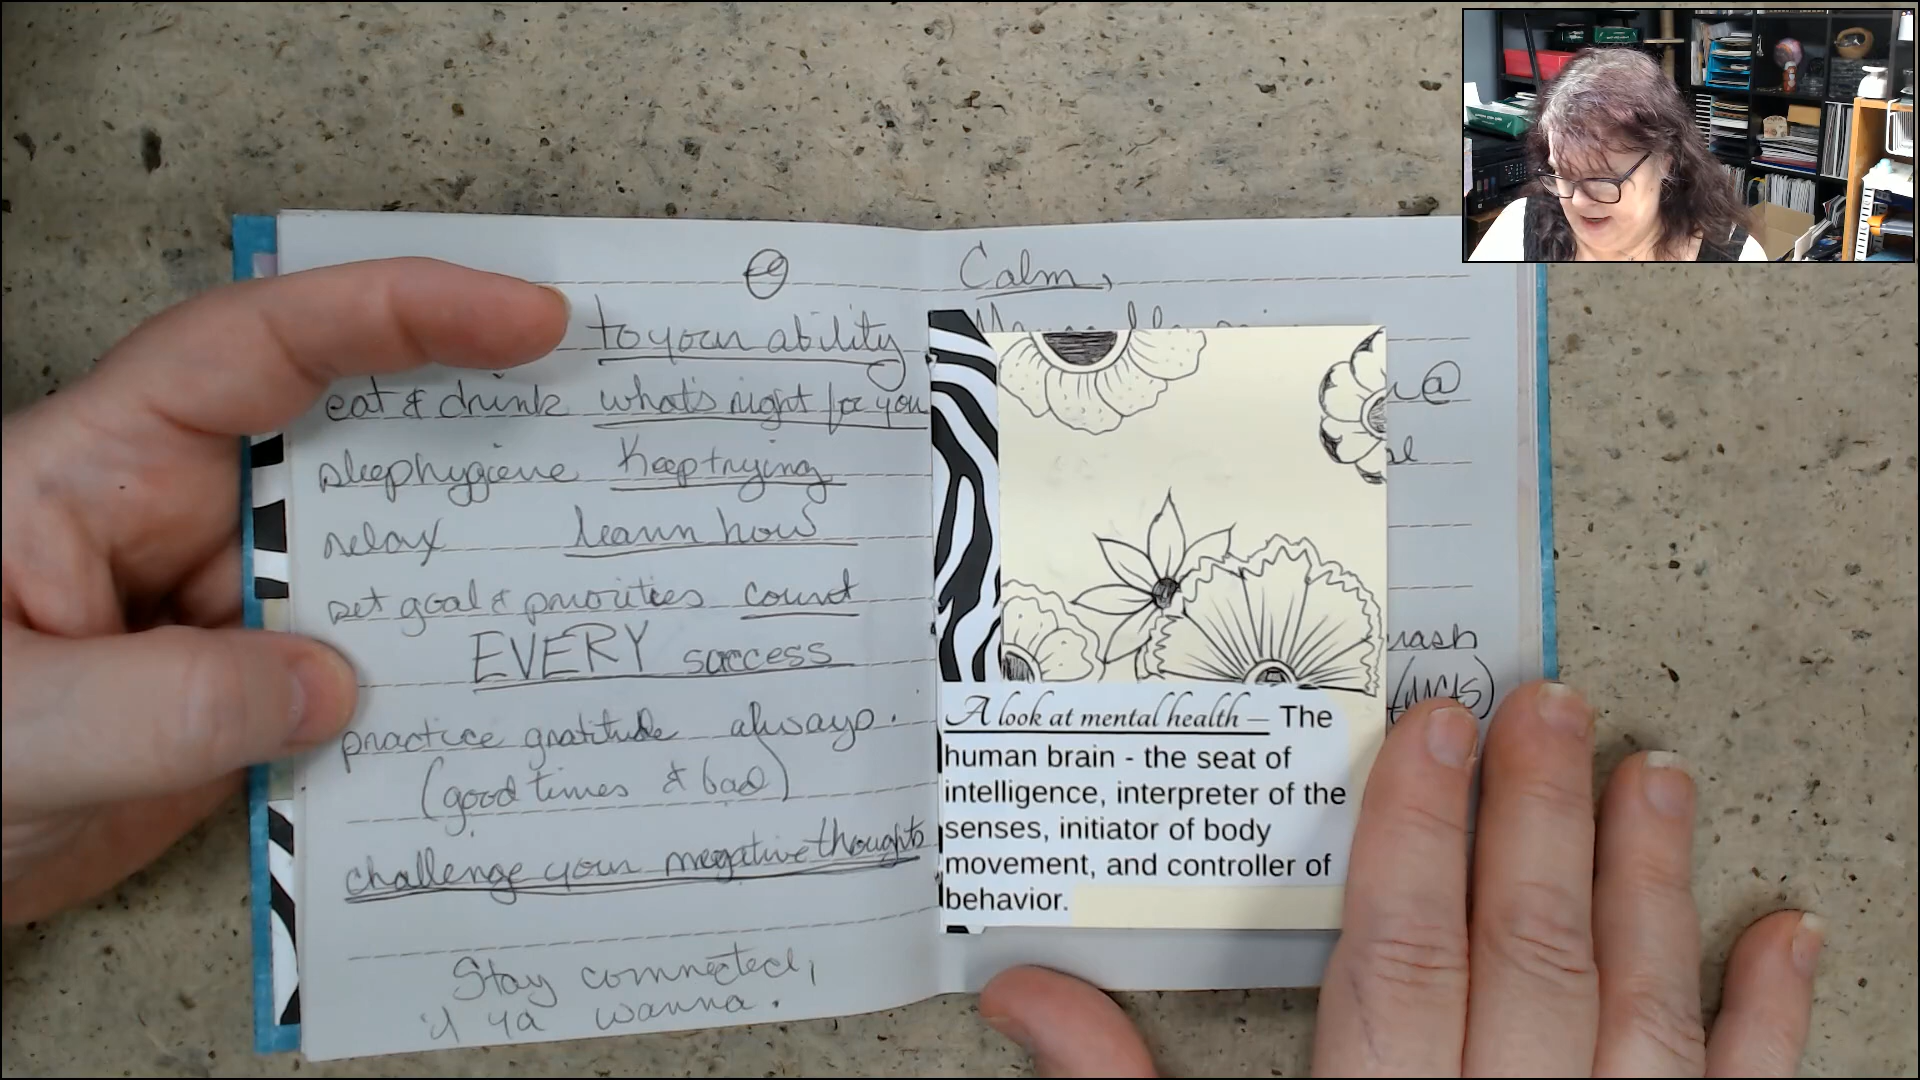 to your ability
eat & drink what's right for you
sleep hygiene Keep trying
relax learn how
set goal & priorities count
EVERY success
practice gratitude always.
(good times & bad)
challenge your negative thoughts
Stay connected,
if ya wanna.
Calm,
A look at mental health — The
human brain - the seat of
intelligence, interpreter of the
senses, initiator of body
movement, and controller of
behavior.